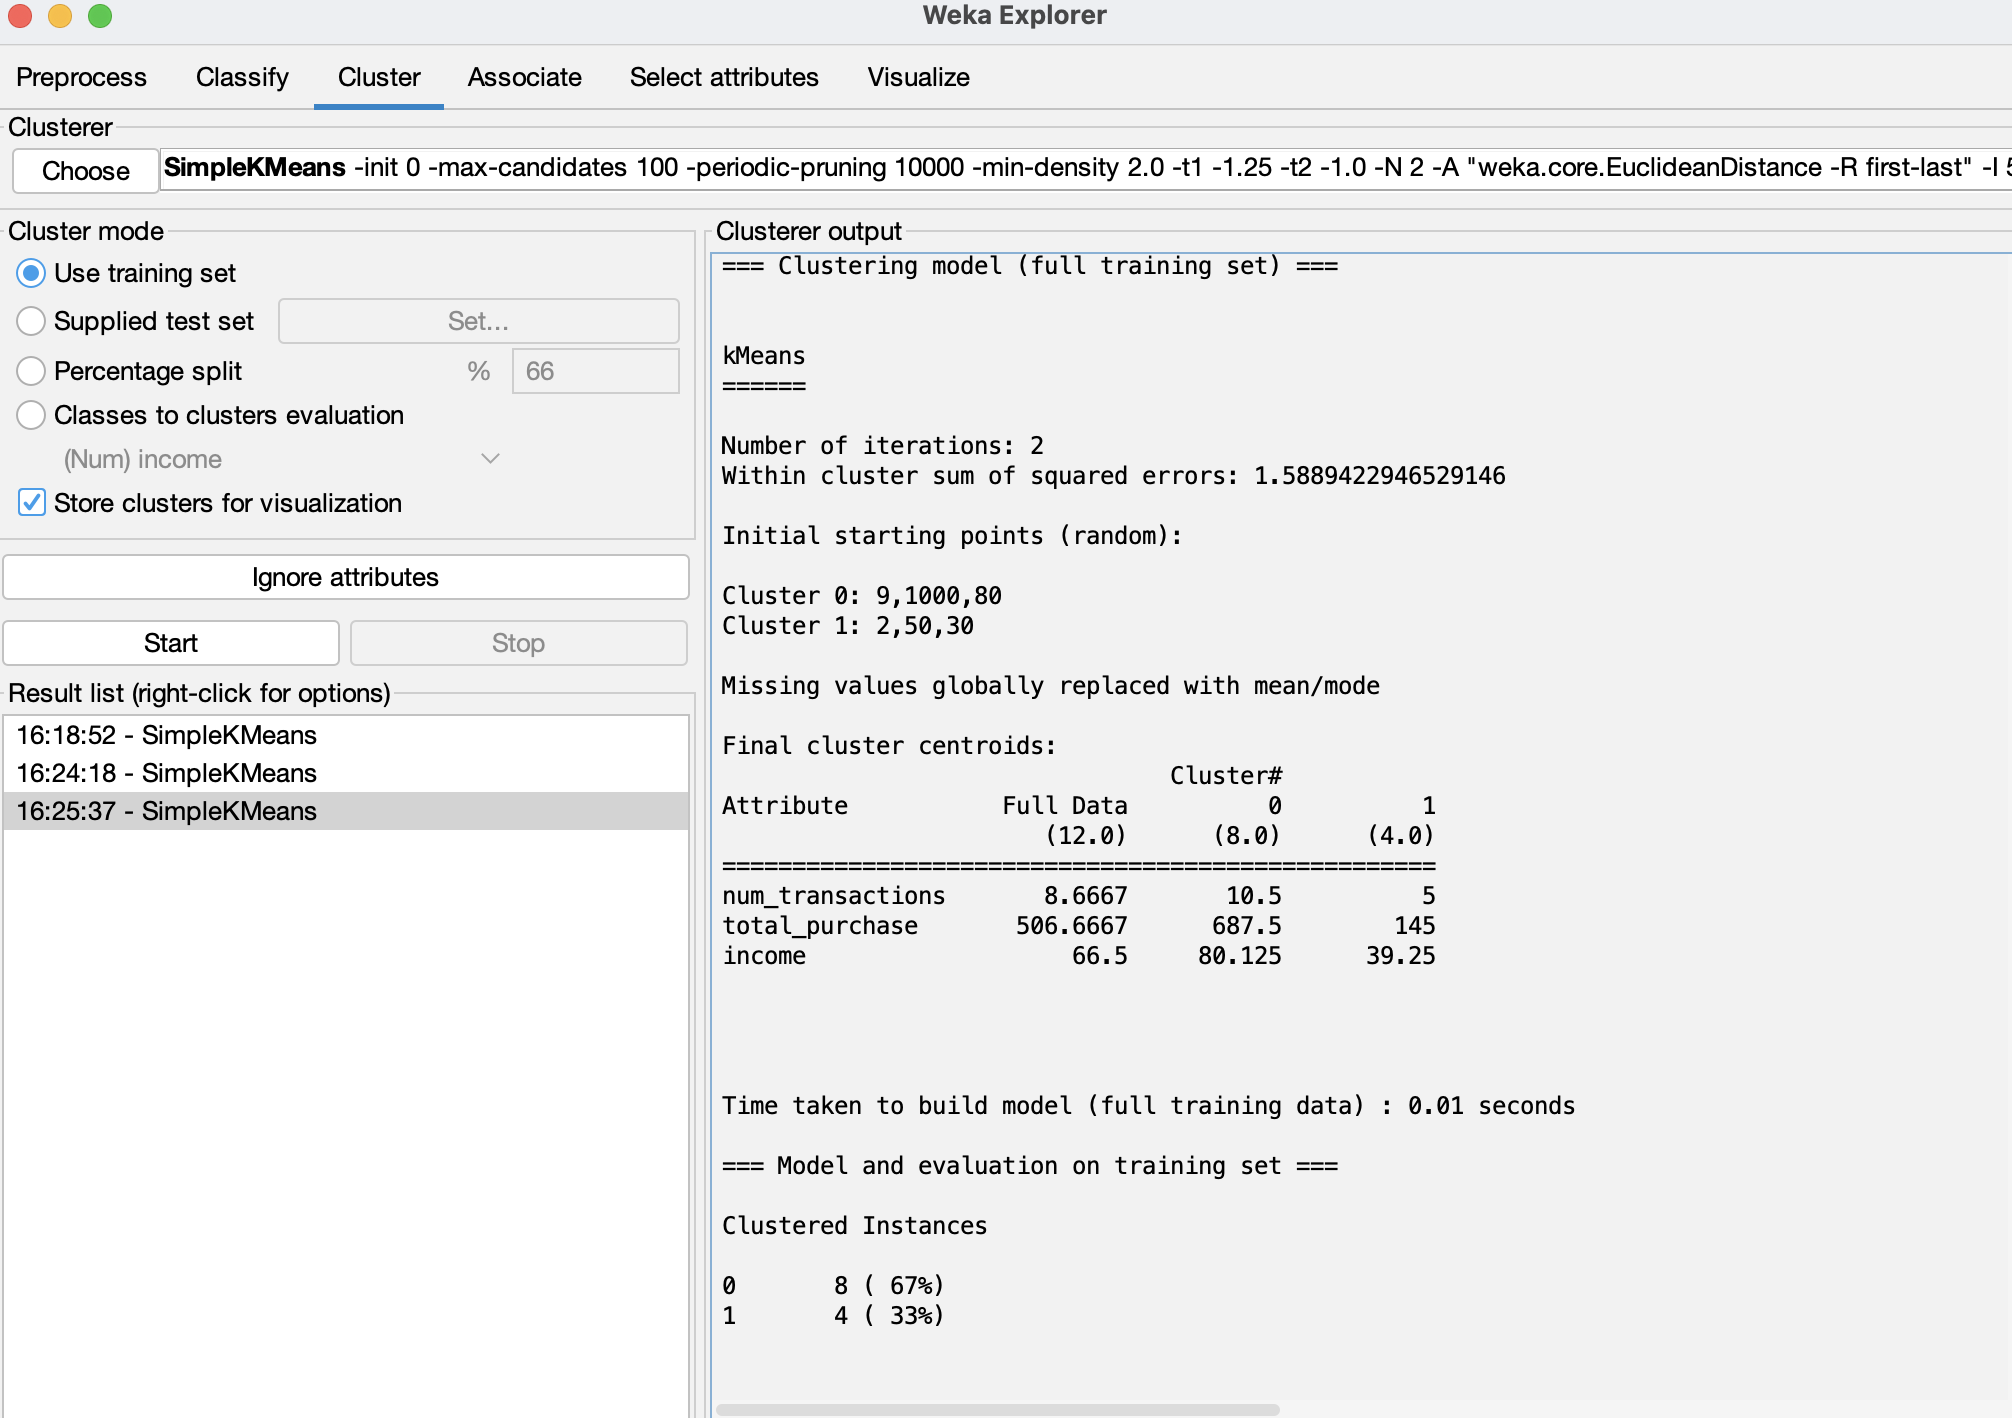 Weka Explorer
Preprocess Classify Cluster Associate Select attributes Visualize
Clusterer
Choose SimpleKMeans -init 0 -max-candidates 100 -periodic-pruning 10000 -min-density 2.0 -t1 -1.25 -t2 -1.0 -N 2 -A "weka.core.EuclideanDistance -R first-last" -I
Cluster mode
Use training set
Supplied test set Set...
Percentage split % 66
Classes to clusters evaluation
(Num) income
Store clusters for visualization
Ignore attributes
Start Stop
Result list (right-click for options)
16:18:52 - SimpleKMeans
16:24:18 - SimpleKMeans
16:25:37 - SimpleKMeans
Clusterer output
=== Clustering model (full training set) ===
kMeans
======
Number of iterations: 2
Within cluster sum of squared errors: 1.5889422946529146
Initial starting points (random):
Cluster 0: 9,1000,80
Cluster 1: 2,50,30
Missing values globally replaced with mean/mode
Final cluster centroids:
Cluster#
Attribute Full Data 0 1
(12.0) (8.0) (4.0)
===================================================
num_transactions 8.6667 10.5 5
total_purchase 506.6667 687.5 145
income 66.5 80.125 39.25
Time taken to build model (full training data) : 0.01 seconds
=== Model and evaluation on training set ===
Clustered Instances
0 8 ( 67%)
1 4 ( 33%)